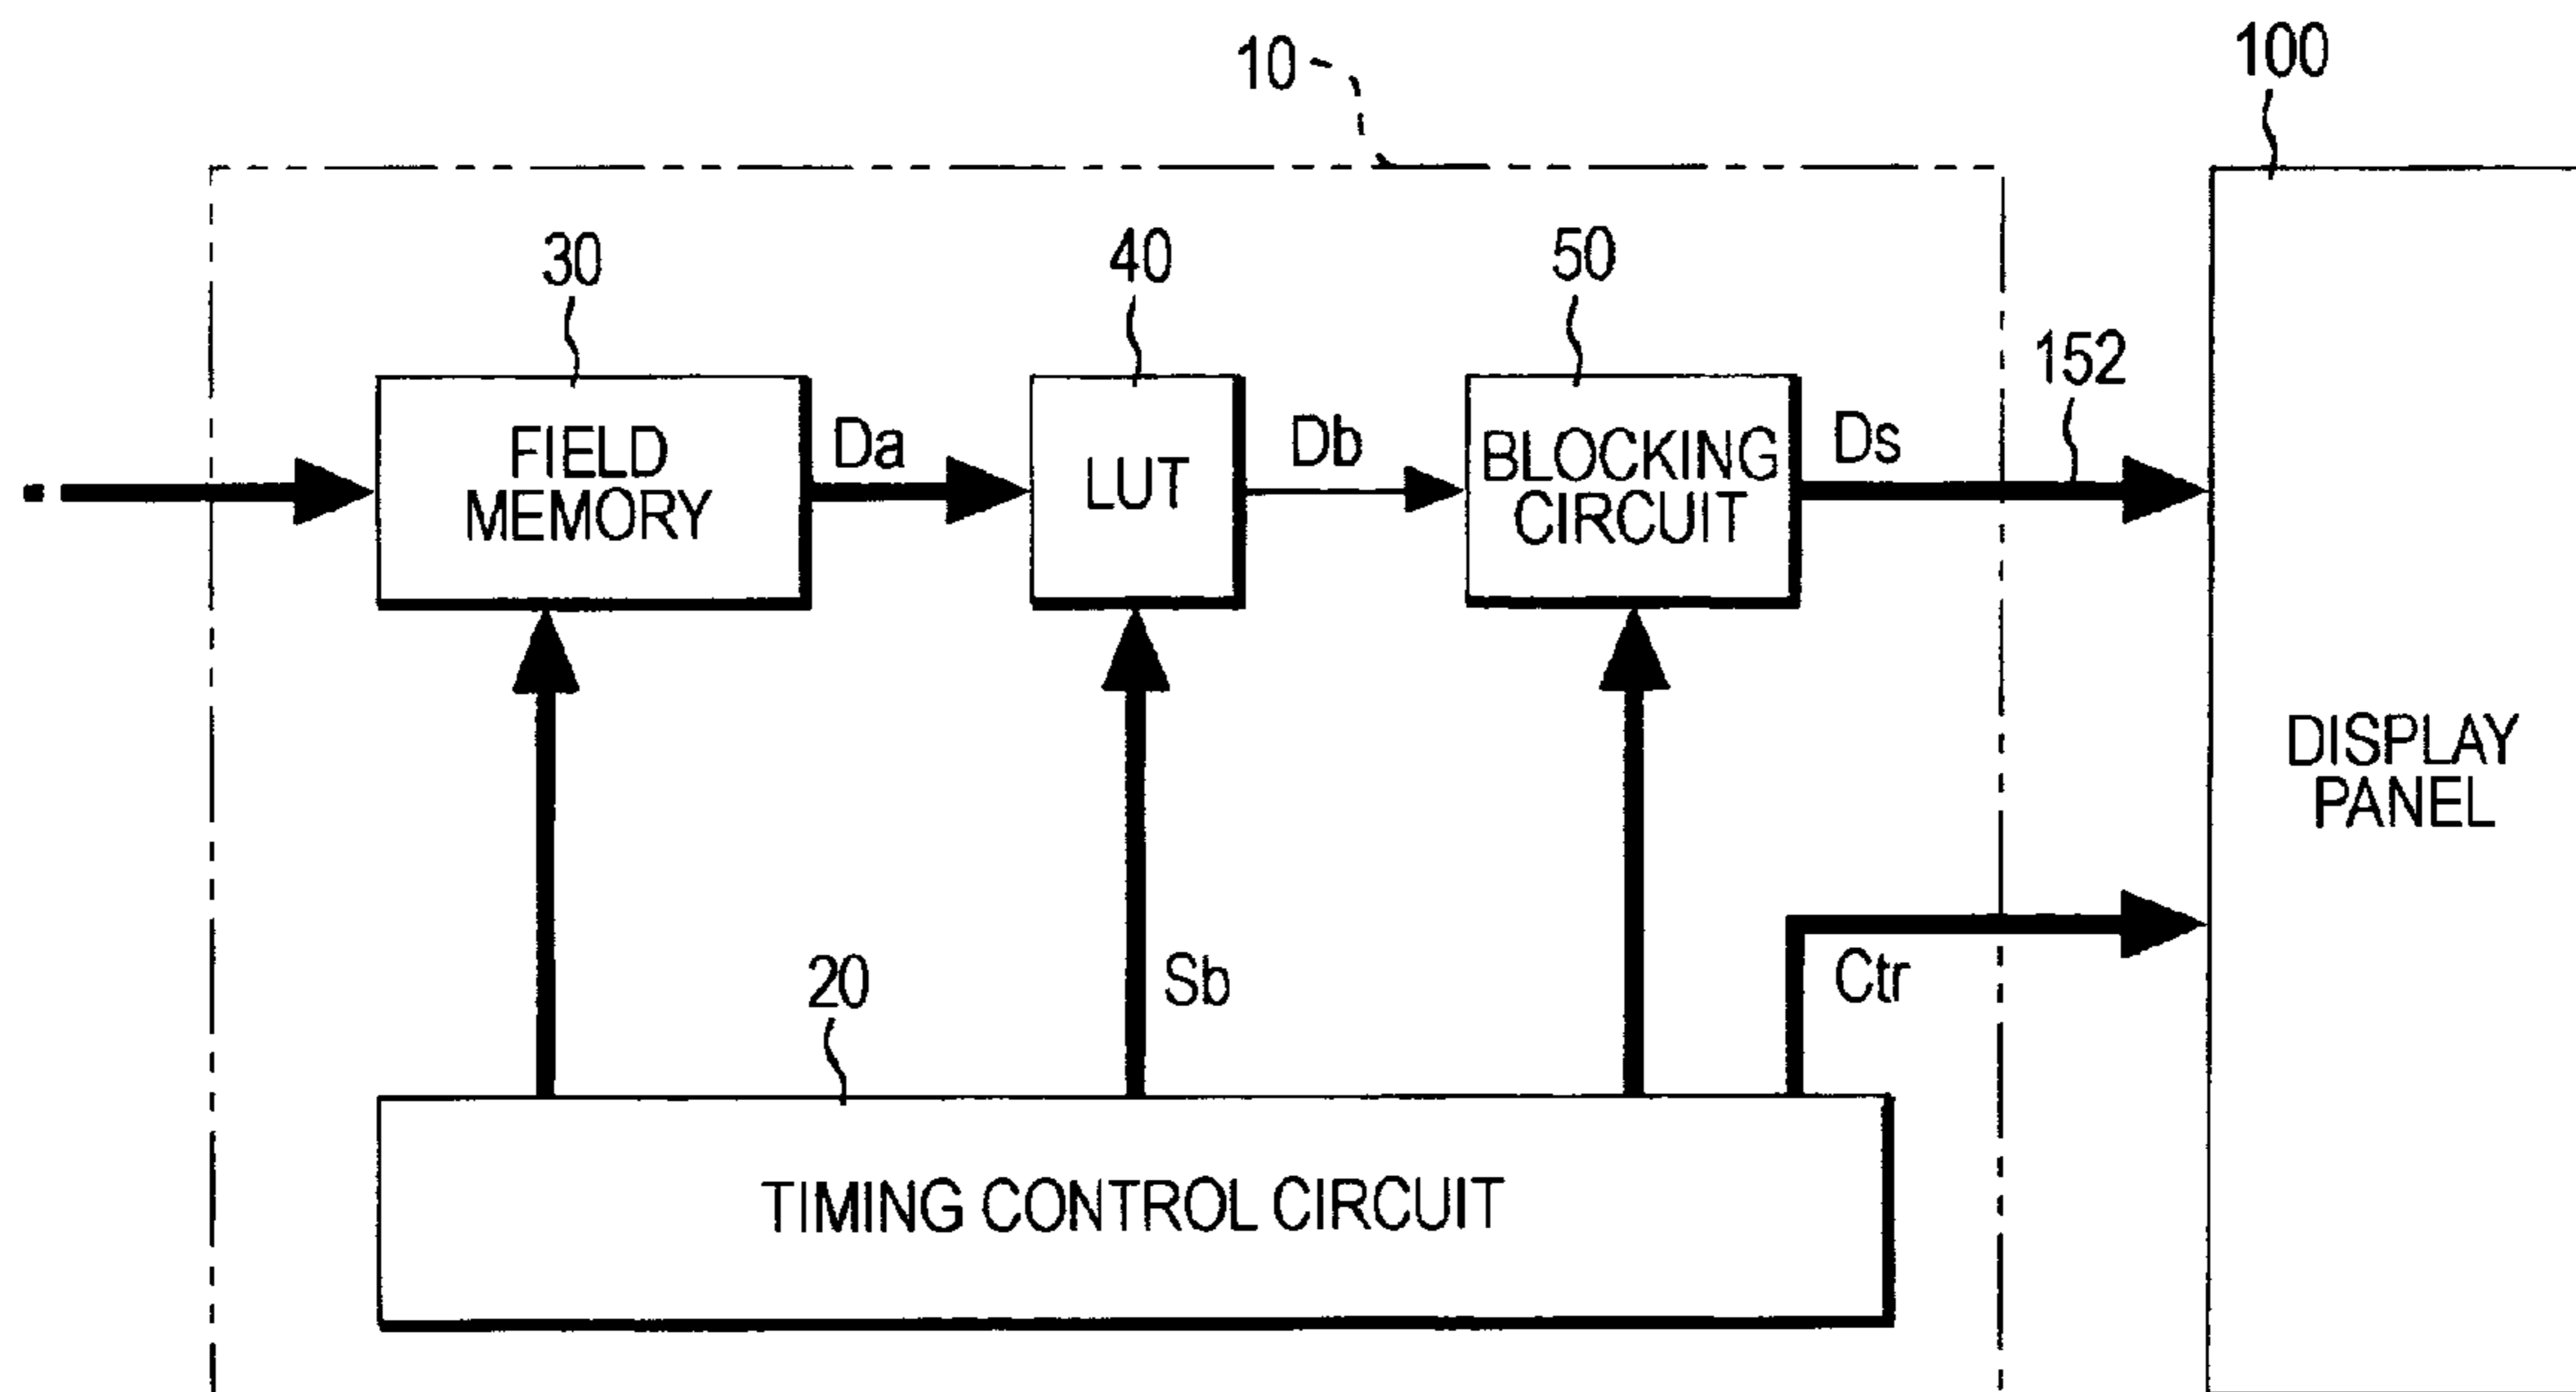 10
100
30
40
50
152
FIELD
MEMORY
Da
LUT
Db
BLOCKING
CIRCUIT
Ds
DISPLAY
PANEL
20
Sb
Ctr
TIMING CONTROL CIRCUIT